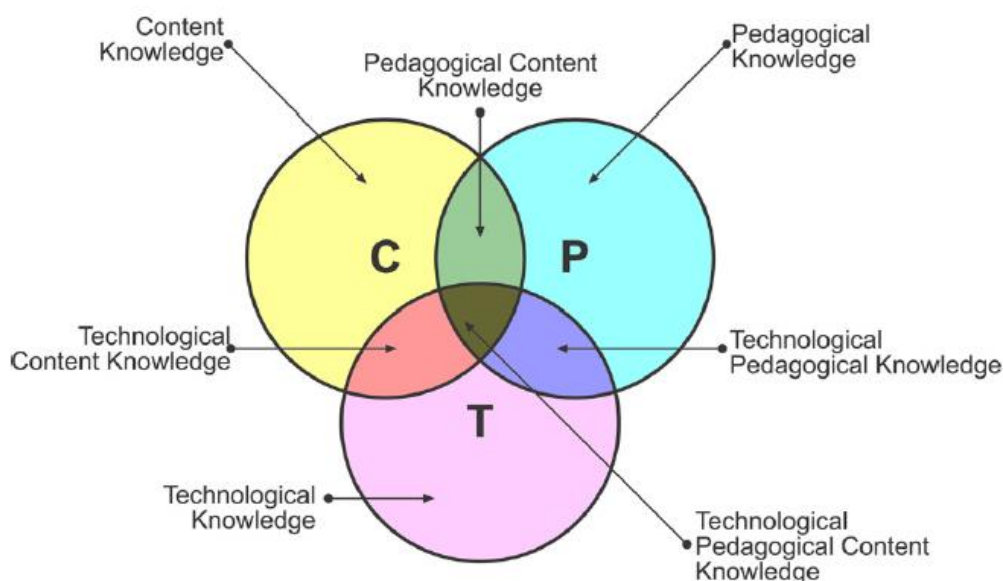 Content
Knowledge
Pedagogical Content
Knowledge
Pedagogical
Knowledge
C
P
Technological
Content Knowledge
Technological
Pedagogical Knowledge
T
Technological
Knowledge
Technological
Pedagogical Content
Knowledge